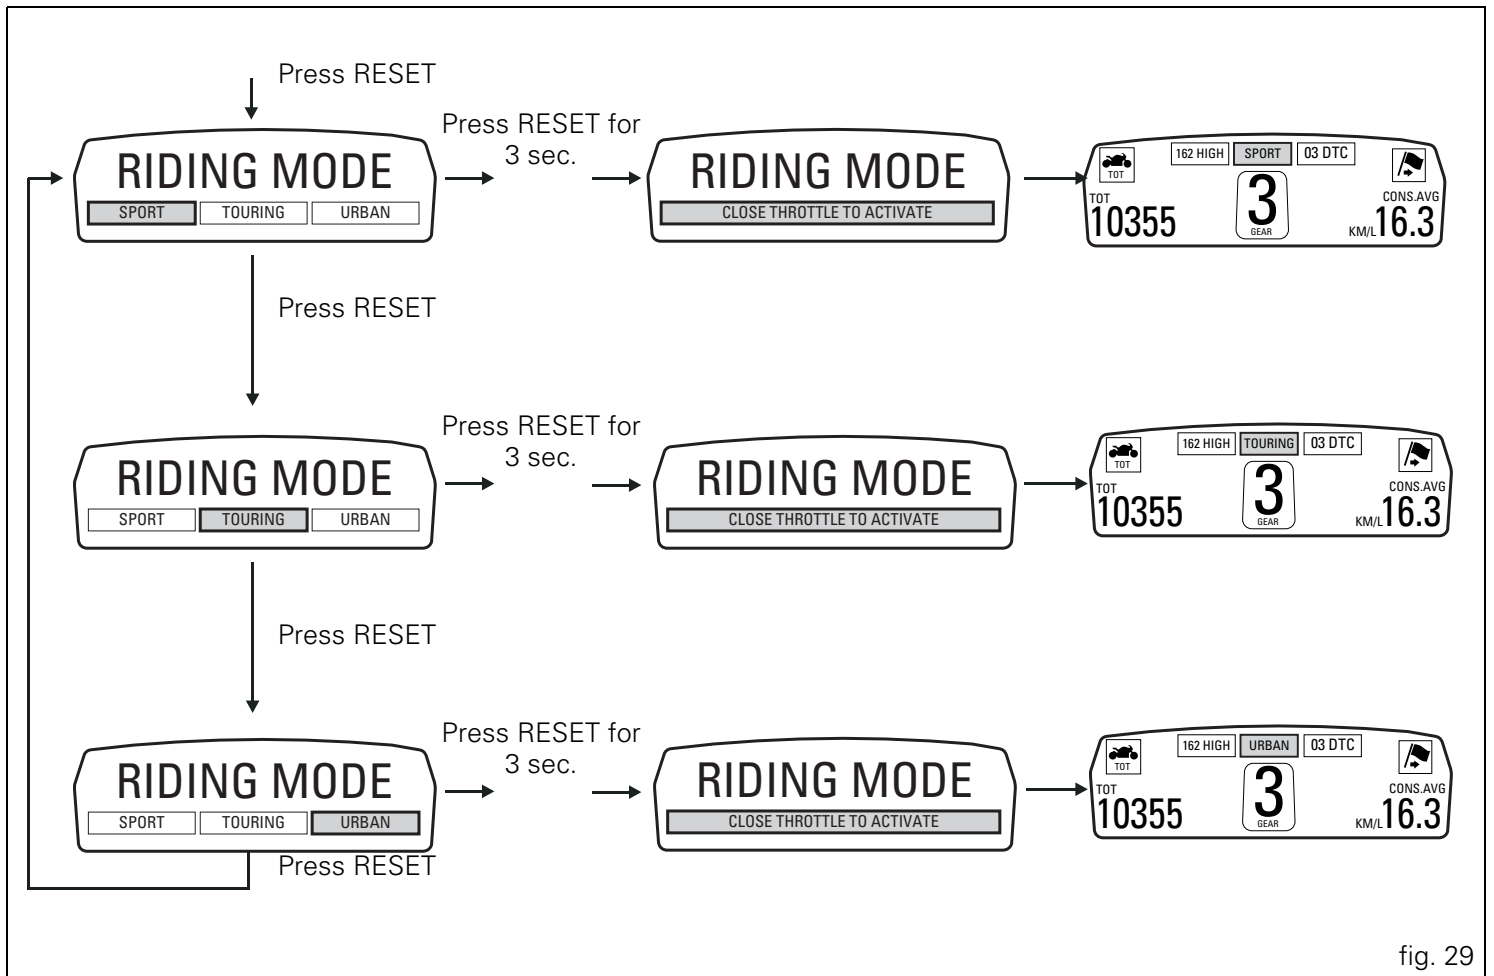 Press RESET
RIDING MODE
SPORT TOURING URBAN
Press RESET for
3 sec.
RIDING MODE
CLOSE THROTTLE TO ACTIVATE
TOT
162 HIGH SPORT 03 DTC
TOT
10355
3
GEAR
CONS.AVG
KM/L 16.3
Press RESET
RIDING MODE
SPORT TOURING URBAN
Press RESET for
3 sec.
RIDING MODE
CLOSE THROTTLE TO ACTIVATE
TOT
162 HIGH TOURING 03 DTC
TOT
10355
3
GEAR
CONS.AVG
KM/L 16.3
Press RESET
RIDING MODE
SPORT TOURING URBAN
Press RESET for
3 sec.
RIDING MODE
CLOSE THROTTLE TO ACTIVATE
TOT
162 HIGH URBAN 03 DTC
TOT
10355
3
GEAR
CONS.AVG
KM/L 16.3
Press RESET
fig. 29